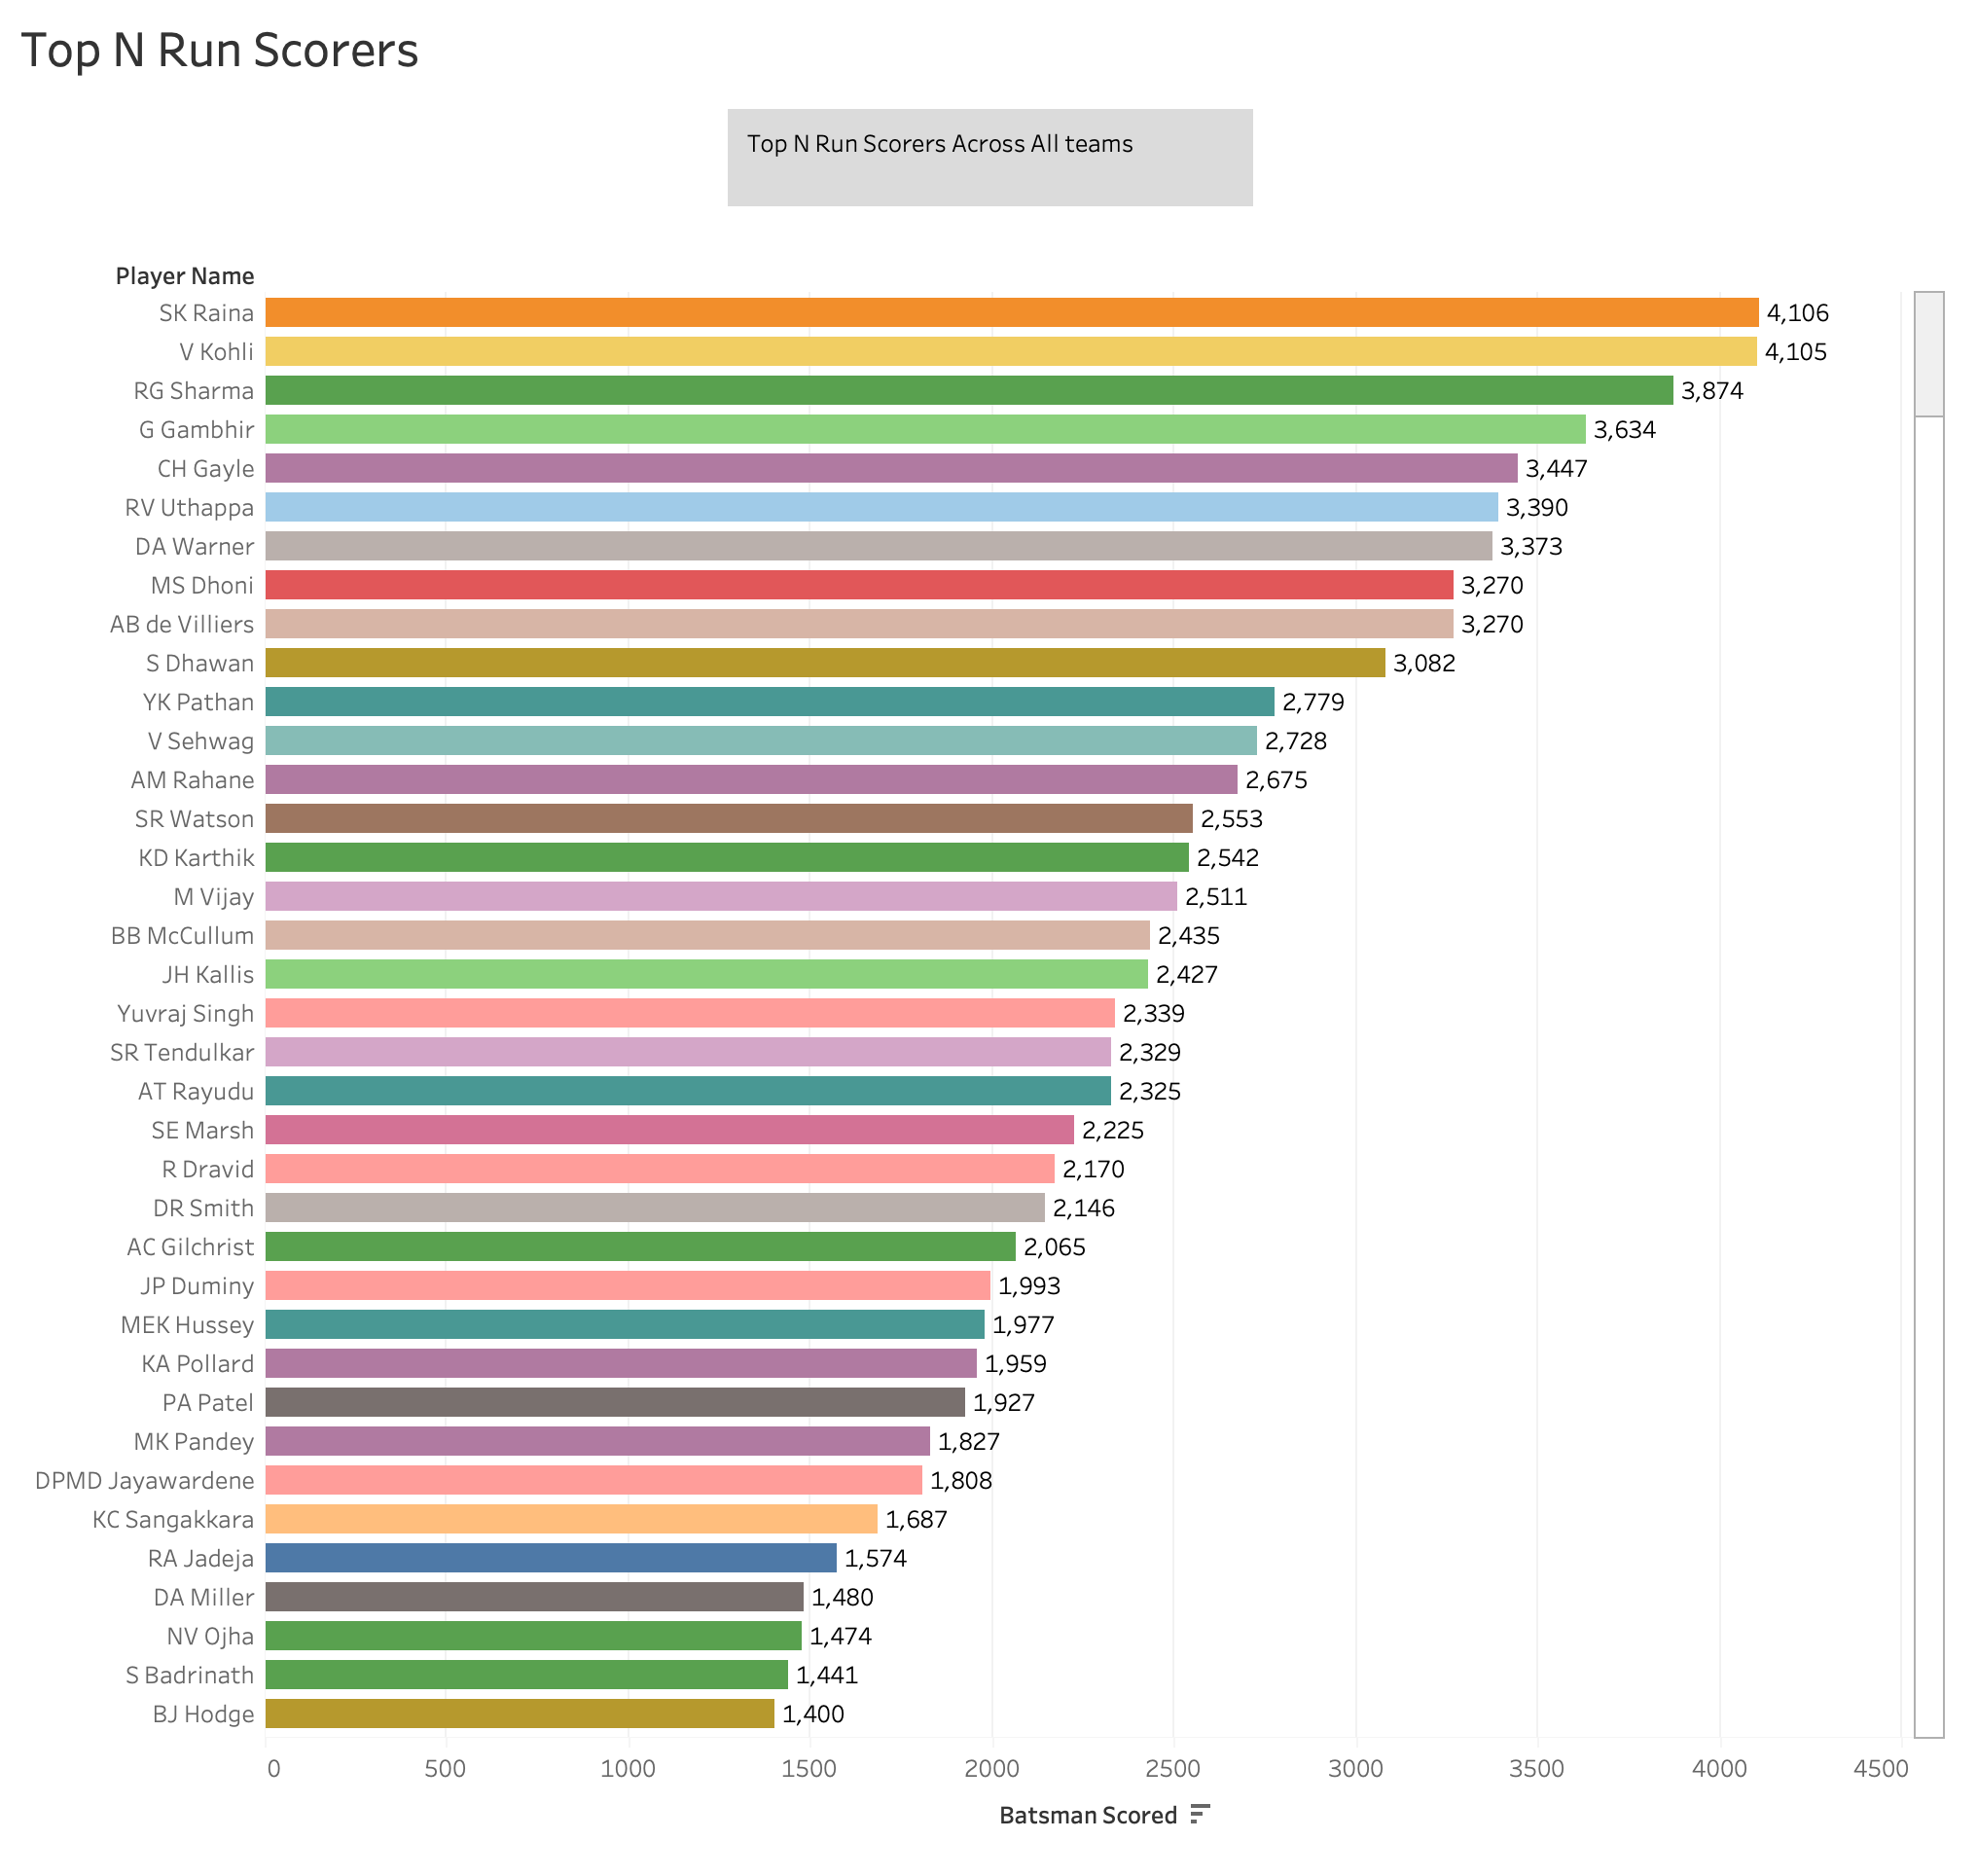 Top N Run Scorers
Top N Run Scorers Across All teams
Player Name
SK Raina 4,106
V Kohli 4,105
RG Sharma 3,874
G Gambhir 3,634
CH Gayle 3,447
RV Uthappa 3,390
DA Warner 3,373
MS Dhoni 3,270
AB de Villiers 3,270
S Dhawan 3,082
YK Pathan 2,779
V Sehwag 2,728
AM Rahane 2,675
SR Watson 2,553
KD Karthik 2,542
M Vijay 2,511
BB McCullum 2,435
JH Kallis 2,427
Yuvraj Singh 2,339
SR Tendulkar 2,329
AT Rayudu 2,325
SE Marsh 2,225
R Dravid 2,170
DR Smith 2,146
AC Gilchrist 2,065
JP Duminy 1,993
MEK Hussey 1,977
KA Pollard 1,959
PA Patel 1,927
MK Pandey 1,827
DPMD Jayawardene 1,808
KC Sangakkara 1,687
RA Jadeja 1,574
DA Miller 1,480
NV Ojha 1,474
S Badrinath 1,441
BJ Hodge 1,400
0 500 1000 1500 2000 2500 3000 3500 4000 4500
Batsman Scored